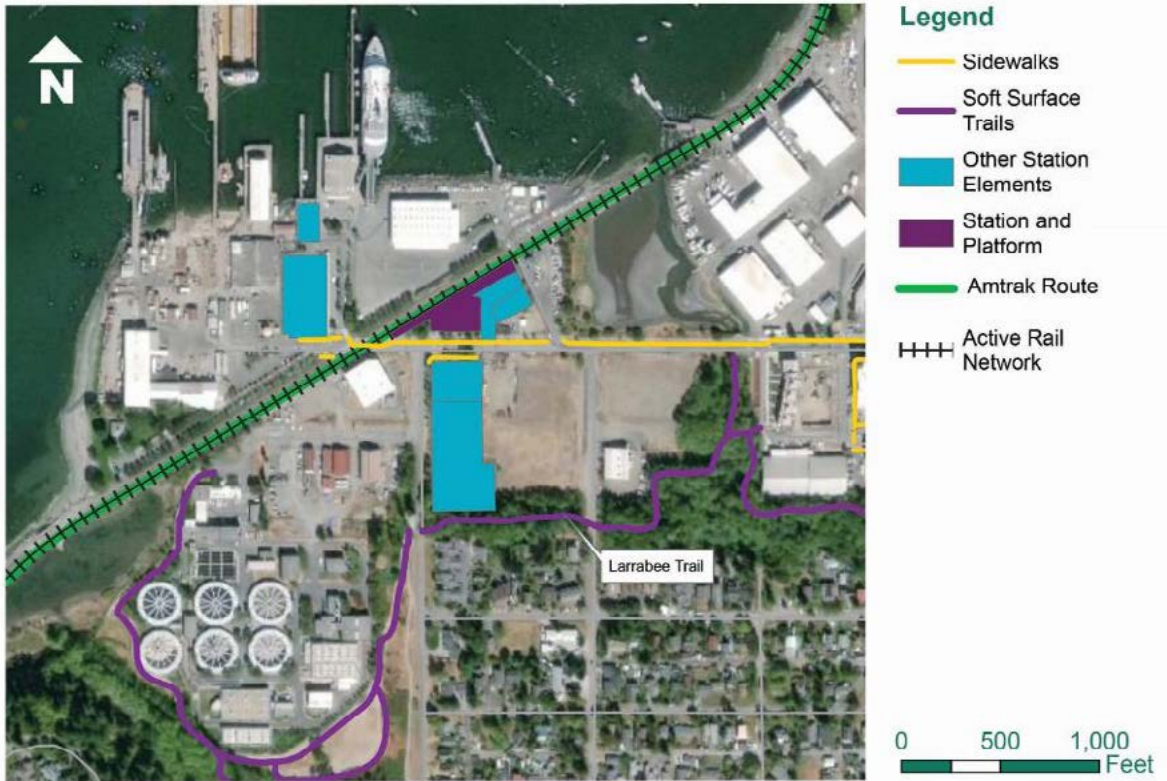 N
Larrabee Trail
Legend
Sidewalks
Soft Surface
Trails
Other Station
Elements
Station and
Platform
Amtrak Route
Active Rail
Network
0 500 1,000
Feet